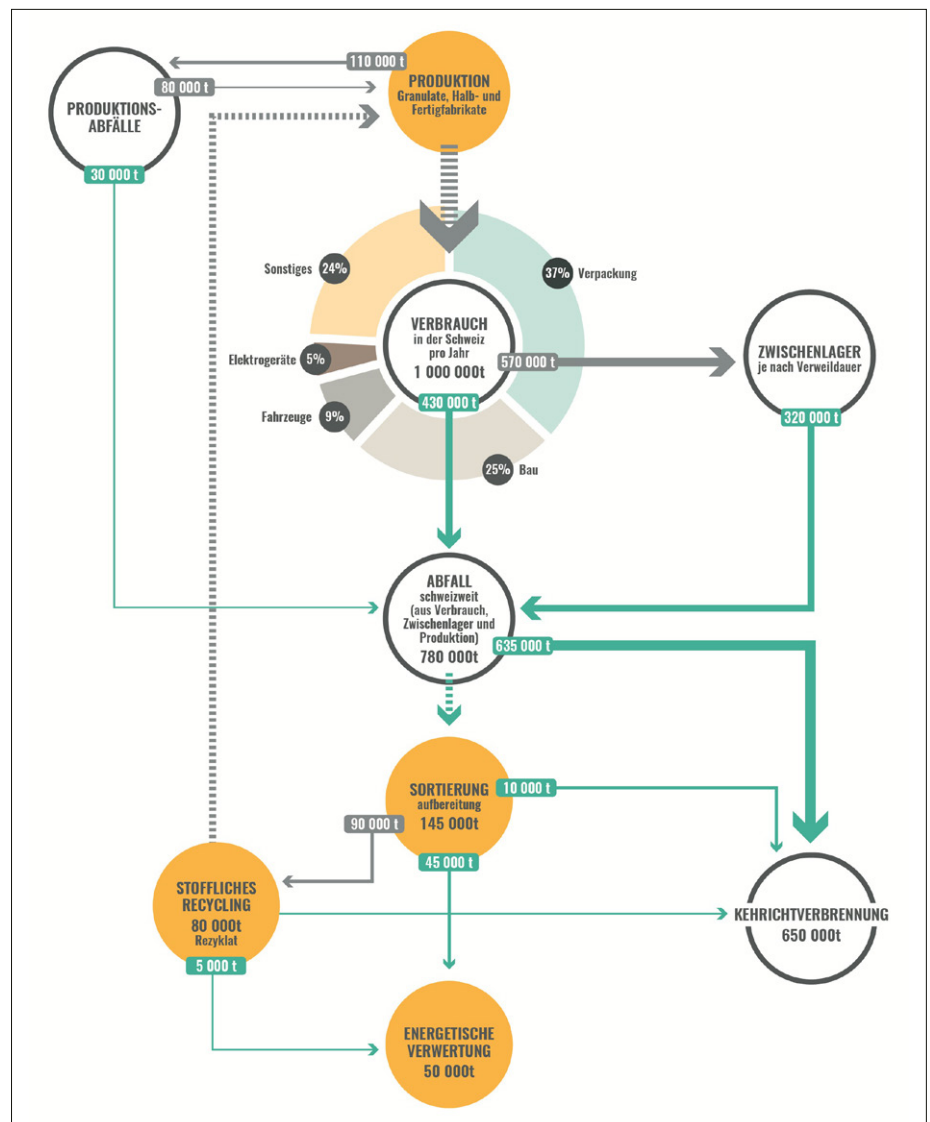 110 000 t
80 000 t
PRODUKTION
Granulate, Halb- und
Fertigfabrikate
PRODUKTIONS-
ABFÄLLE
30 000 t
Sonstiges
24%
37%
Verpackung
VERBRAUCH
in der Schweiz
pro Jahr
1 000 000t
Elektrogeräte
5%
570 000 t
ZWISCHENLAGER
je nach Verweildauer
430 000 t
320 000 t
Fahrzeuge
9%
25%
Bau
ABFALL
schweizweit
(aus Verbrauch,
Zwischenlager und
Produktion)
780 000t
635 000 t
SORTIERUNG
aufbereitung
145 000t
10 000 t
90 000 t
45 000 t
STOFFLICHES
RECYCLING
80 000t
Rezyklat
5 000 t
KEHRICHTVERBRENNUNG
650 000t
ENERGETISCHE
VERWERTUNG
50 000t